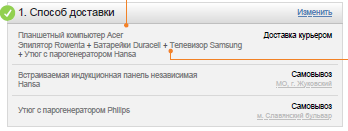 1. Способ доставки Изменить
Планшетный компьютер Acer Доставка курьером
Эпилятор Rowenta + Батарейки Duracell + Телевизор Samsung
+ Утюг с парогенератором Hansa
Встраиваемая индукционная панель независимая Самовывоз
Hansa МО, г. Жуковский
Утюг с парогенератором Philips Самовывоз
м. Славянский бульвар